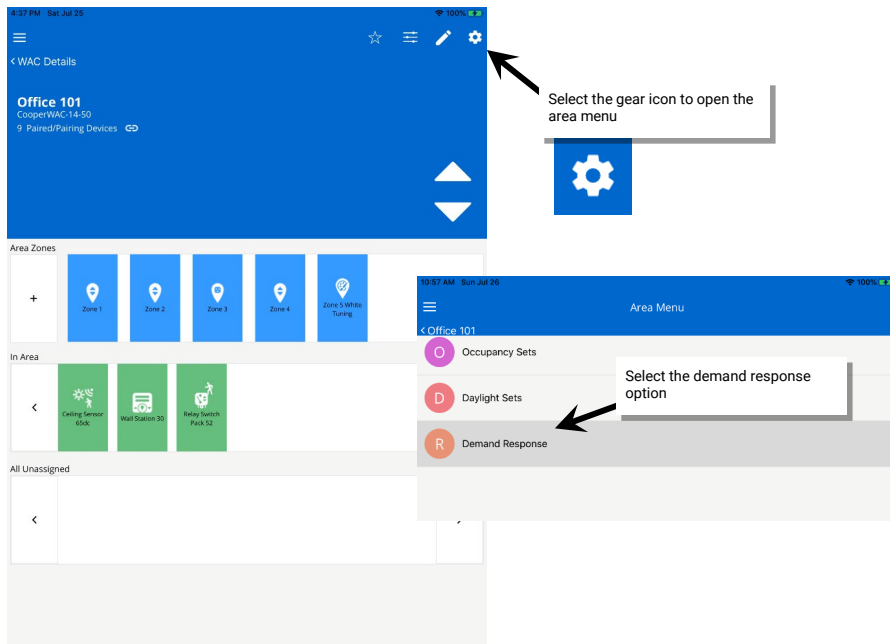 4:37 PM Sat Jul 25
100%
< WAC Details
Office 101
CooperWAC-14-50
9 Paired/Pairing Devices
Select the gear icon to open the
area menu
Area Zones
+
Zone 1
Zone 2
Zone 3
Zone 4
Zone 5 White
Tuning
In Area
<
Ceiling Sensor
65dc
Wall Station 30
Relay Switch
Pack 52
All Unassigned
<
10:57 AM Sun Jul 26
100%
Area Menu
< Office 101
O Occupancy Sets
D Daylight Sets
R Demand Response
Select the demand response
option